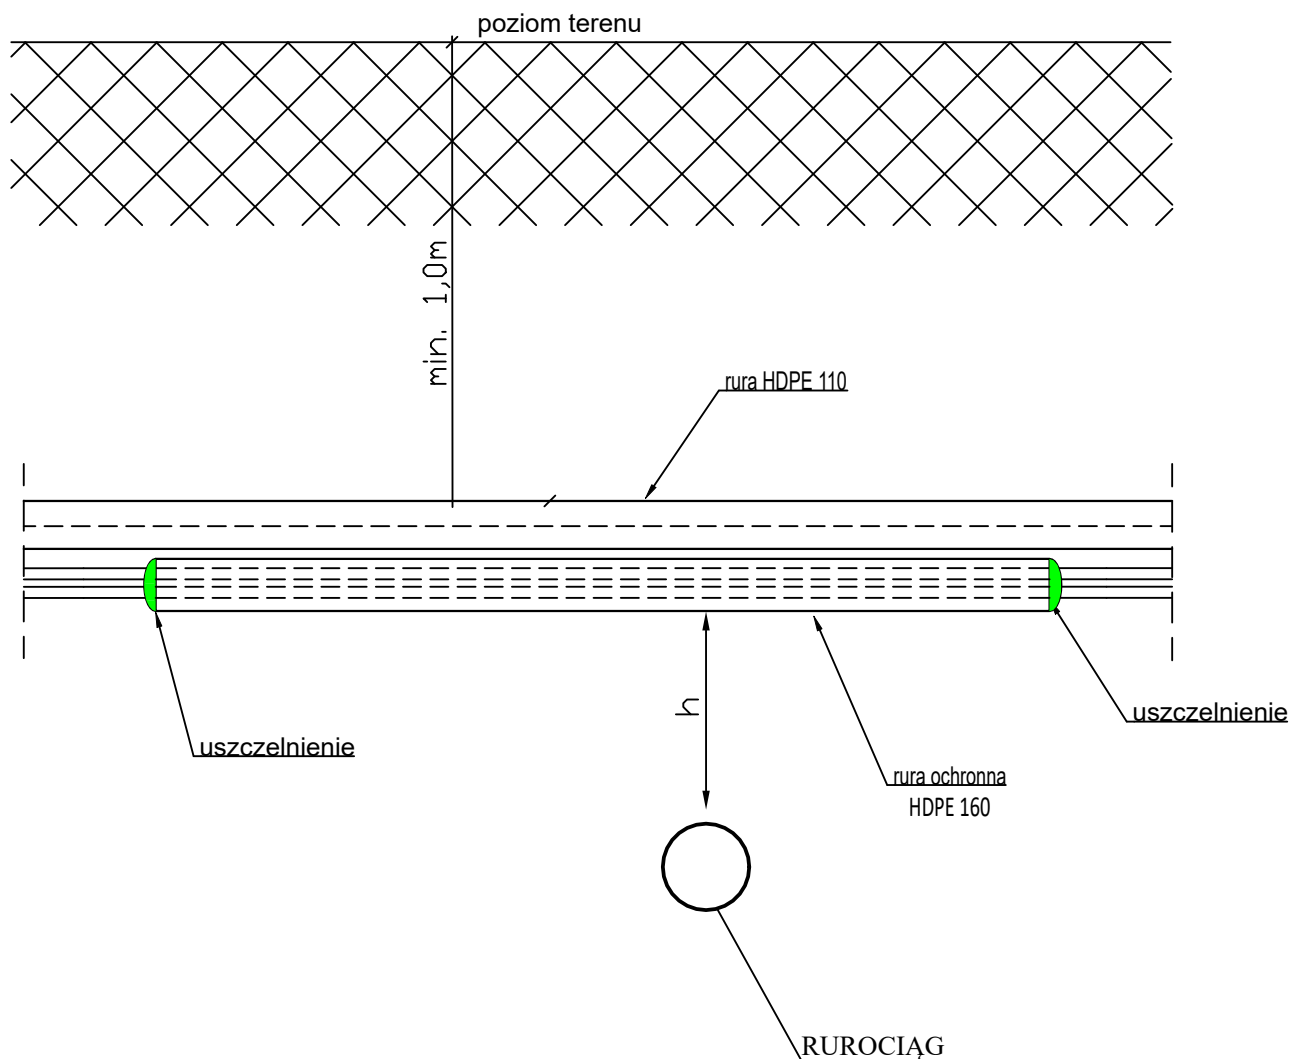 poziom terenu
min. 1,0m
rura HDPE 110
uszczelnienie
uszczelnienie
h
rura ochronna
HDPE 160
RUROCIĄG